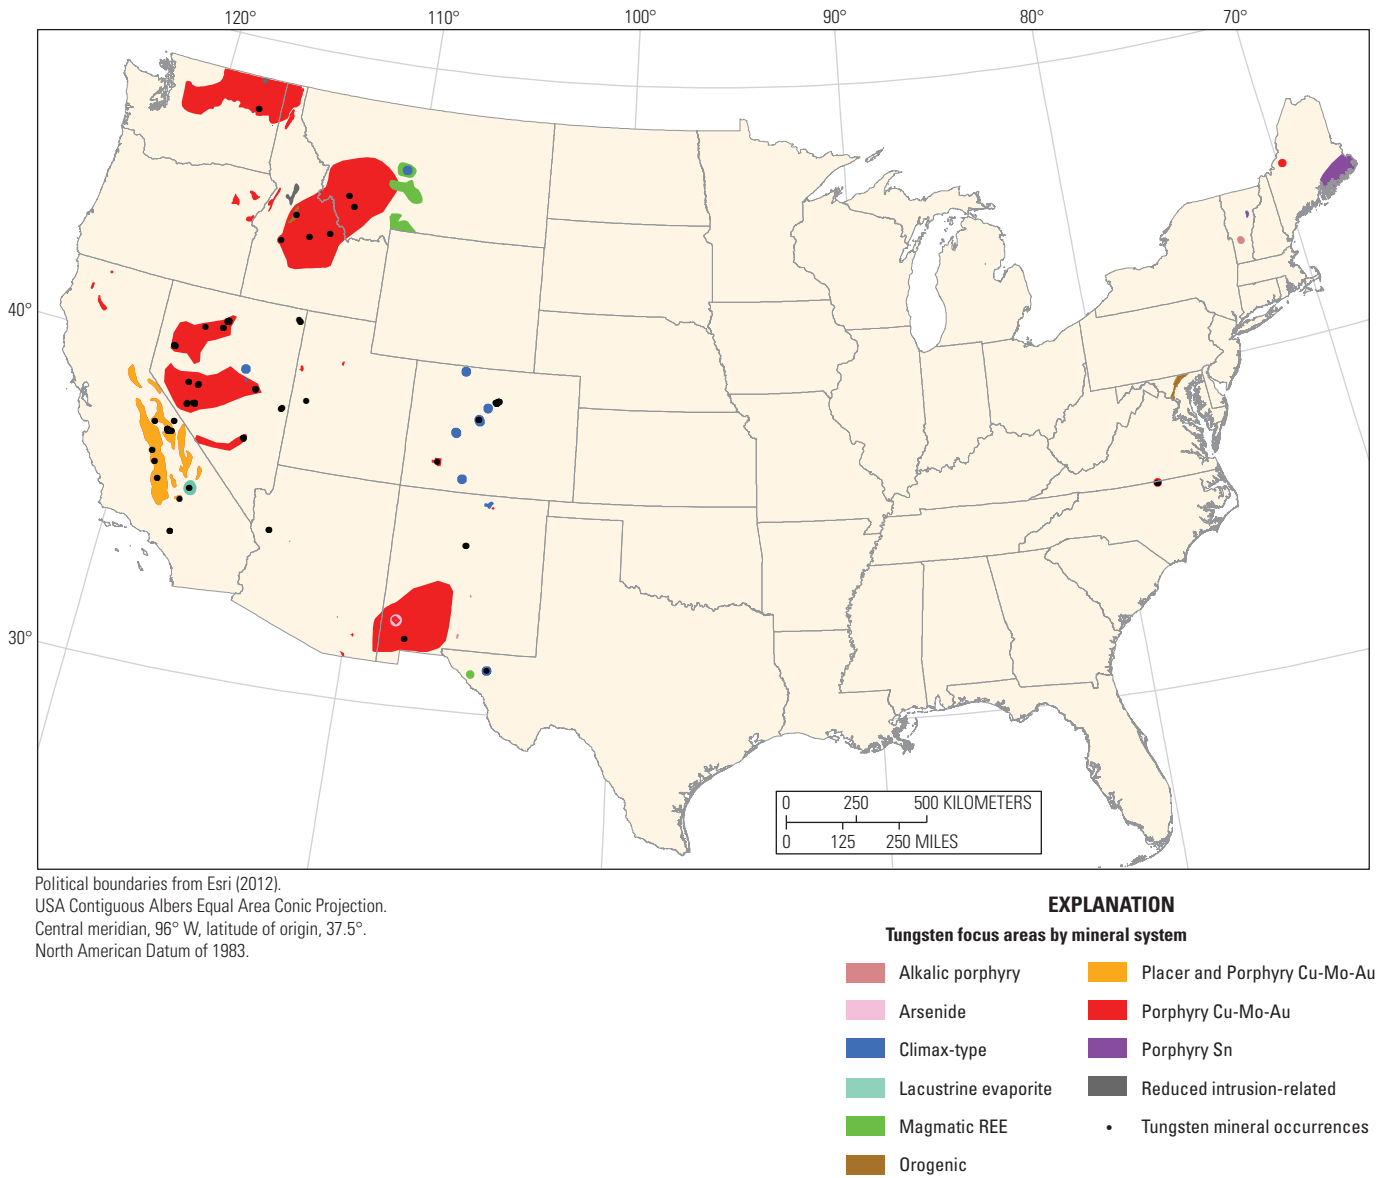 120°
110°
100°
90°
80°
70°
40°
30°
0 250 500 KILOMETERS
0 125 250 MILES
Political boundaries from Esri (2012).
USA Contiguous Albers Equal Area Conic Projection.
Central meridian, 96° W, latitude of origin, 37.5°.
North American Datum of 1983.
EXPLANATION
Tungsten focus areas by mineral system
Alkalic porphyry
Arsenide
Climax-type
Lacustrine evaporite
Magmatic REE
Orogenic
Placer and Porphyry Cu-Mo-Au
Porphyry Cu-Mo-Au
Porphyry Sn
Reduced intrusion-related
Tungsten mineral occurrences